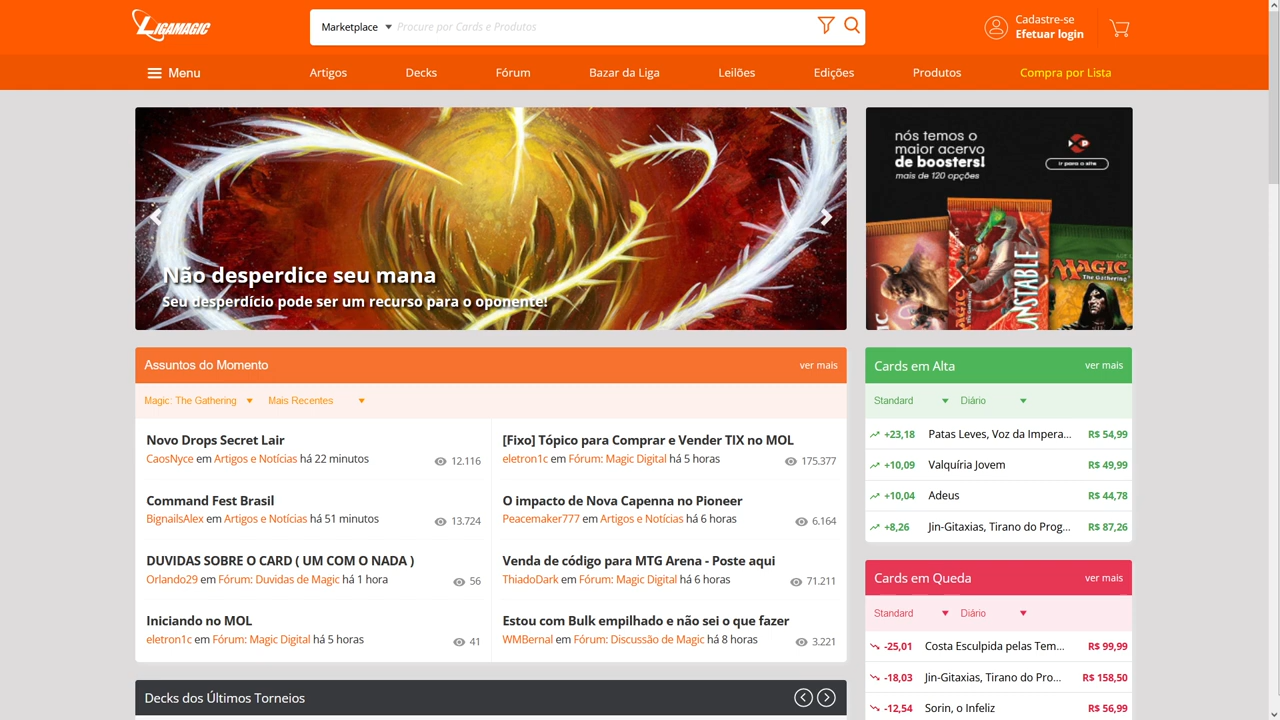 LIGAMAGIC
Marketplace
Procure por Cards e Produtos
Cadastre-se
Efetuar login
Menu
Artigos
Decks
Fórum
Bazar da Liga
Leilões
Edições
Produtos
Compra por Lista
Não desperdice seu mana
Seu desperdício pode ser um recurso para o oponente!
nós temos o
maior acervo
de boosters!
mais de 120 opções
ir para o site
MAGIC
UNSTABLE
MAGIC
The Gathering
Assuntos do Momento
ver mais
Magic: The Gathering
Mais Recentes
Novo Drops Secret Lair
CaosNyce em Artigos e Notícias há 22 minutos
12.116
Command Fest Brasil
BignailsAlex em Artigos e Notícias há 51 minutos
13.724
DUVIDAS SOBRE O CARD ( UM COM O NADA )
Orlando29 em Fórum: Duvidas de Magic há 1 hora
56
Iniciando no MOL
eletron1c em Fórum: Magic Digital há 5 horas
41
[Fixo] Tópico para Comprar e Vender TIX no MOL
eletron1c em Fórum: Magic Digital há 5 horas
175.377
O impacto de Nova Capenna no Pioneer
Peacemaker777 em Artigos e Notícias há 6 horas
6.164
Venda de código para MTG Arena - Poste aqui
ThiadoDark em Fórum: Magic Digital há 6 horas
71.211
Estou com Bulk empilhado e não sei o que fazer
WMBernal em Fórum: Discussão de Magic há 8 horas
3.221
Cards em Alta
ver mais
Standard
Diário
+23,18 Patas Leves, Voz da Impera... R$ 54,99
+10,09 Valquíria Jovem R$ 49,99
+10,04 Adeus R$ 44,78
+8,26 Jin-Gitaxias, Tirano do Prog... R$ 87,26
Cards em Queda
ver mais
Standard
Diário
-25,01 Costa Esculpida pelas Tem... R$ 99,99
-18,03 Jin-Gitaxias, Tirano do Pro... R$ 158,50
-12,54 Sorin, o Infeliz R$ 56,99
Decks dos Últimos Torneios